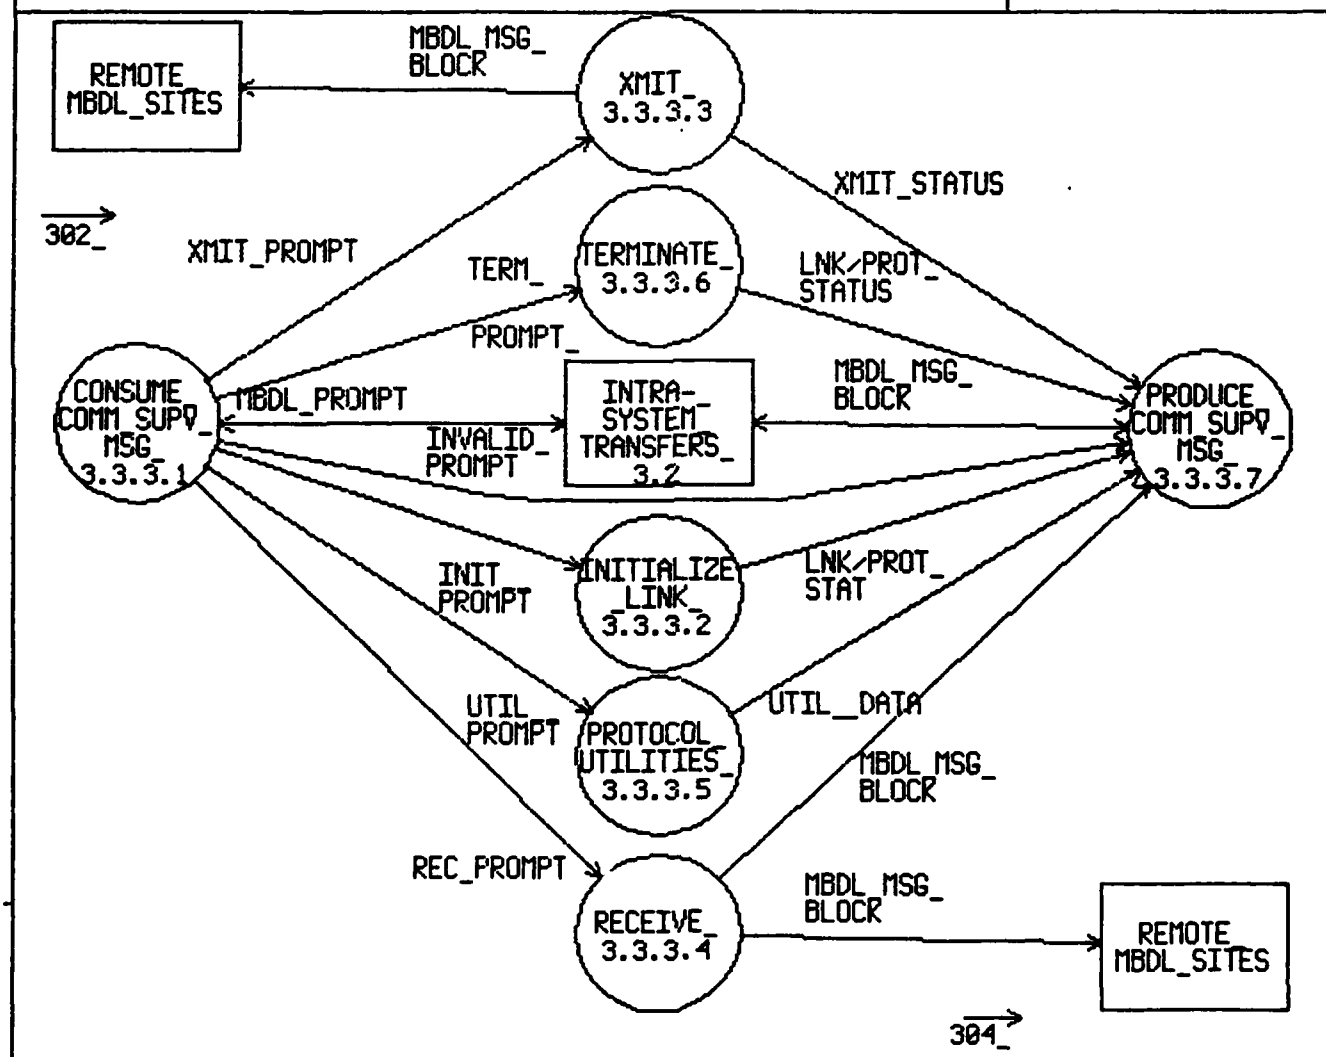 MBDL_MSG_
BLOCK
REMOTE_
MBDL_SITES
XMIT_
3.3.3.3
XMIT_STATUS
302_
XMIT_PROMPT
TERM_
PROMPT_
TERMINATE_
3.3.3.6
LNK/PROT_
STATUS
CONSUME_
COMM_SUPV_
MSG_
3.3.3.1
MBDL_PROMPT
INVALID_
PROMPT
INTRA-_
SYSTEM_
TRANSFERS_
3.2
MBDL_MSG_
BLOCK
PRODUCE_
COMM_SUPV_
MSG_
3.3.3.7
INIT_
PROMPT
INITIALIZE
_LINK_
3.3.3.2
LNK/PROT_
STAT
UTIL_
PROMPT
PROTOCOL_
UTILITIES_
3.3.3.5
UTIL__DATA
MBDL_MSG_
BLOCK
REC_PROMPT
RECEIVE_
3.3.3.4
MBDL_MSG_
BLOCK
REMOTE_
MBDL_SITES
304_